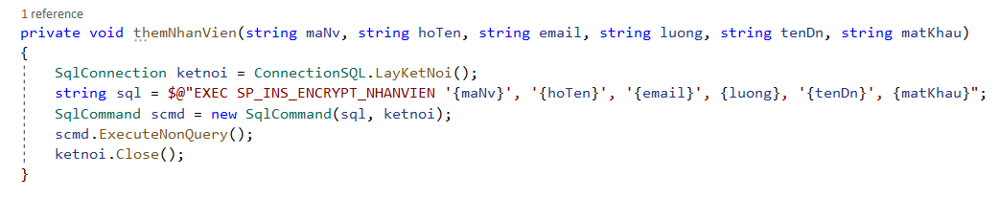 1 reference
private void themNhanVien(string maNv, string hoTen, string email, string luong, string tenDn, string matKhau)
{
SqlConnection ketnoi = ConnectionSQL.LayKetNoi();
string sql = $@"EXEC SP_INS_ENCRYPT_NHANVIEN '{maNv}', '{hoTen}', '{email}', {luong}, '{tenDn}', {matKhau}";
SqlCommand scmd = new SqlCommand(sql, ketnoi);
scmd.ExecuteNonQuery();
ketnoi.Close();
}